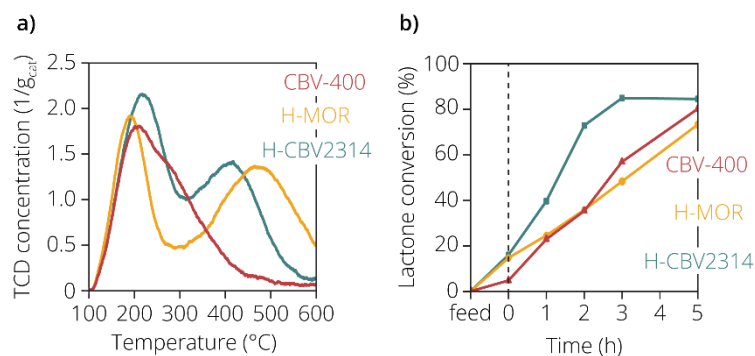 a)
TCD concentration (1/g_cat)
2.5
2.0
1.5
1.0
0.5
0
100 200 300 400 500 600
Temperature (°C)
CBV-400
H-MOR
H-CBV2314
b)
Lactone conversion (%)
100
80
60
40
20
0
feed 0 1 2 3 4 5
Time (h)
CBV-400
H-MOR
H-CBV2314